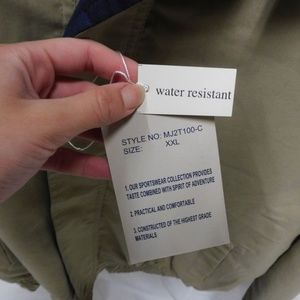 water resistant
STYLE NO: MJ2T100-C
SIZE: XXL
1. OUR SPORTSWEAR COLLECTION PROVIDES
TASTE COMBINED WITH SPIRIT OF ADVENTURE
2. PRACTICAL AND COMFORTABLE
3. CONSTRUCTED OF THE HIGHEST GRADE
MATERIALS